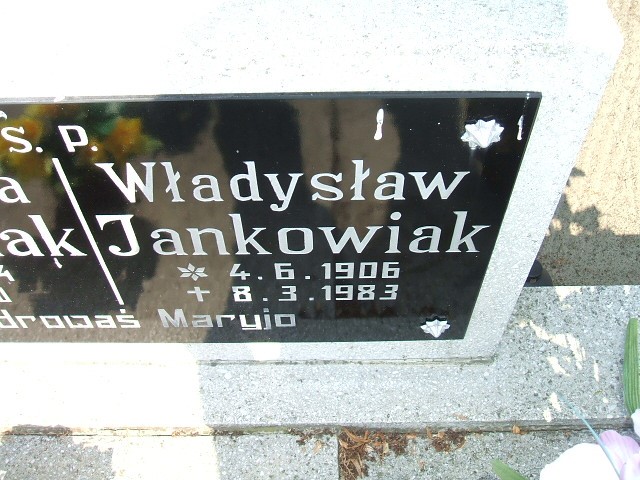 ś. p.
Władysław
Jankowiak
* 4.6.1906
+ 8.3.1983
Maryjo